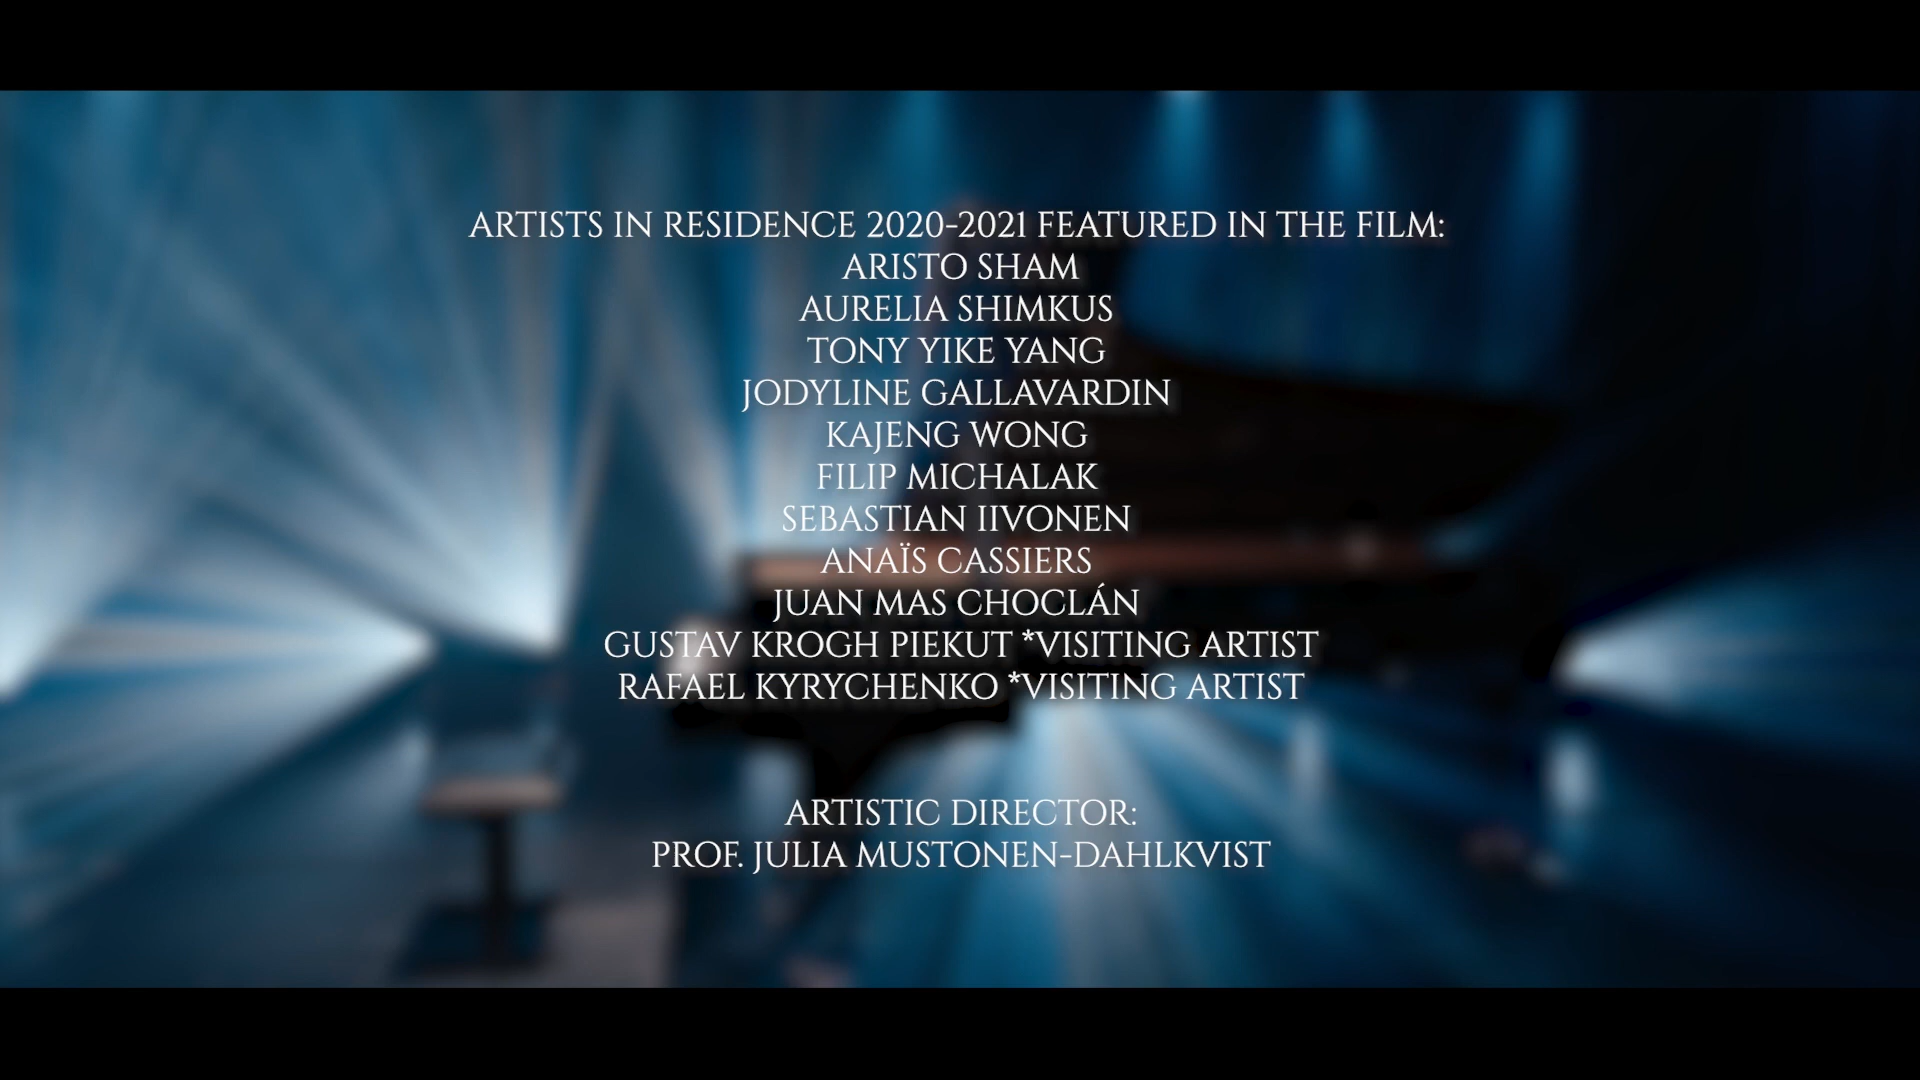 ARTISTS IN RESIDENCE 2020-2021 FEATURED IN THE FILM:
ARISTO SHAM
AURELIA SHIMKUS
TONY YIKE YANG
JODYLINE GALLAVARDIN
KAJENG WONG
FILIP MICHALAK
SEBASTIAN IIVONEN
ANAÏS CASSIERS
JUAN MAS CHOCLÁN
GUSTAV KROGH PIEKUT *VISITING ARTIST
RAFAEL KYRYCHENKO *VISITING ARTIST
ARTISTIC DIRECTOR:
PROF. JULIA MUSTONEN-DAHLKVIST